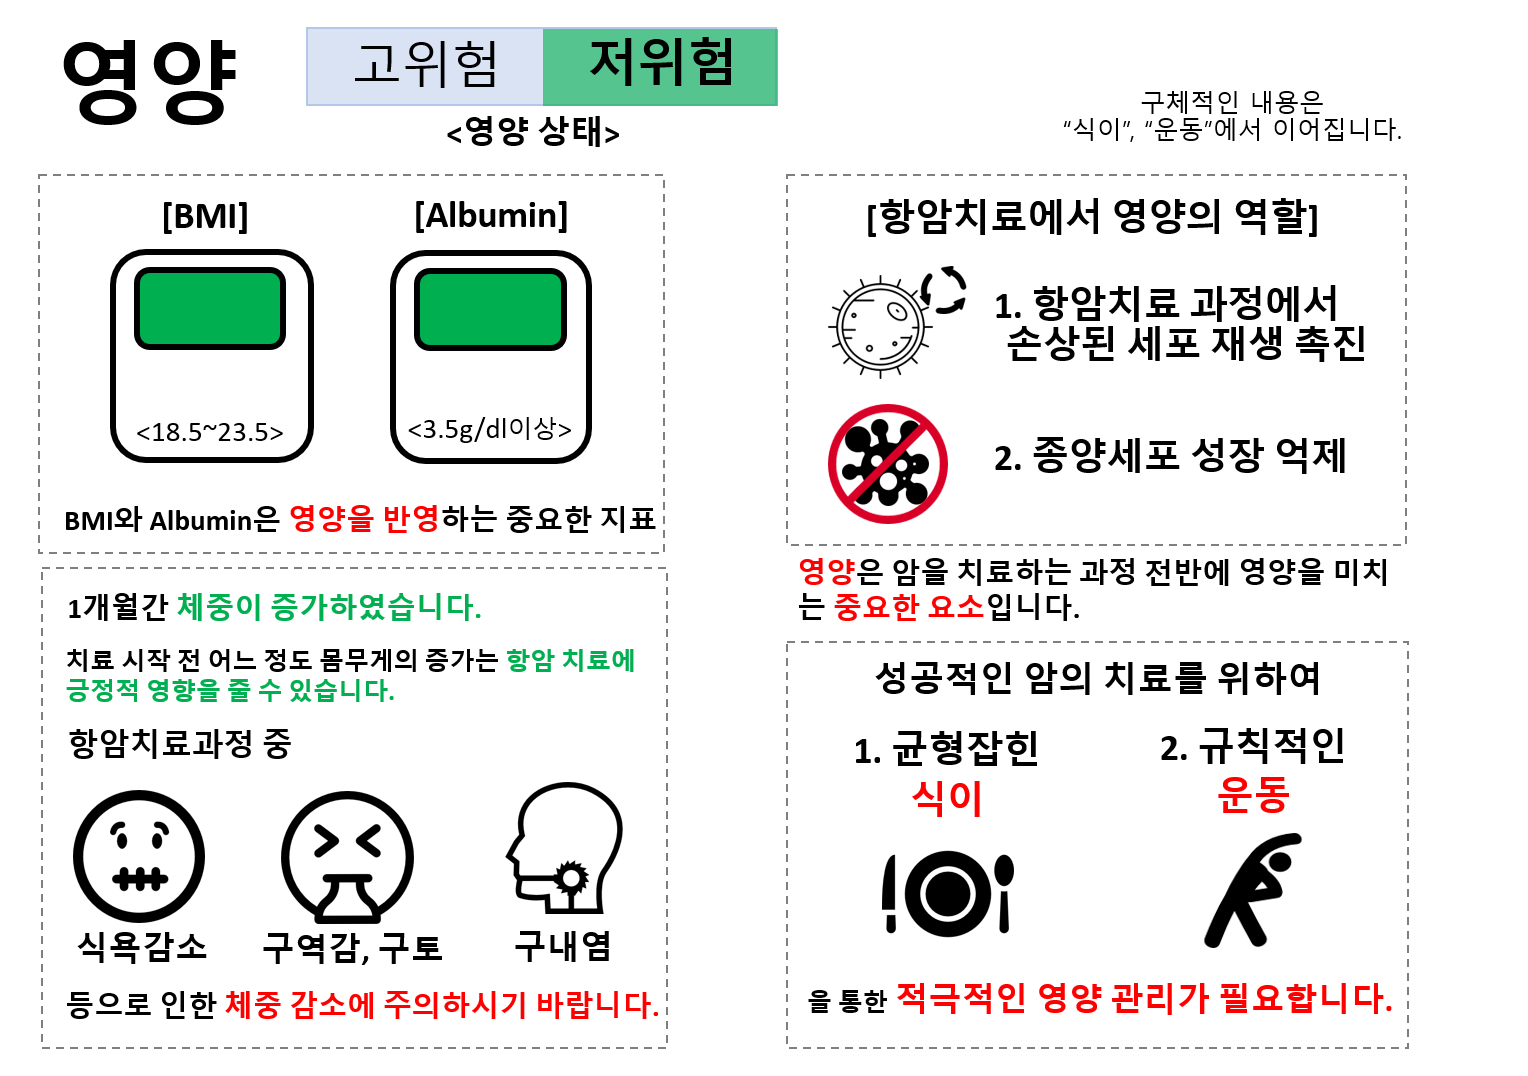 영양
고위험
저위험
<영양 상태>
구체적인 내용은
“식이”, “운동”에서 이어집니다.
[BMI]
[Albumin]
<18.5~23.5>
<3.5g/dl이상>
BMI와 Albumin은 영양을 반영하는 중요한 지표
1개월간 체중이 증가하였습니다.
치료 시작 전 어느 정도 몸무게의 증가는 항암 치료에
긍정적 영향을 줄 수 있습니다.
항암치료과정 중
식욕감소
구역감, 구토
구내염
등으로 인한 체중 감소에 주의하시기 바랍니다.
[항암치료에서 영양의 역할]
1. 항암치료 과정에서
손상된 세포 재생 촉진
2. 종양세포 성장 억제
영양은 암을 치료하는 과정 전반에 영양을 미치
는 중요한 요소입니다.
성공적인 암의 치료를 위하여
1. 균형잡힌
식이
2. 규칙적인
운동
을 통한 적극적인 영양 관리가 필요합니다.